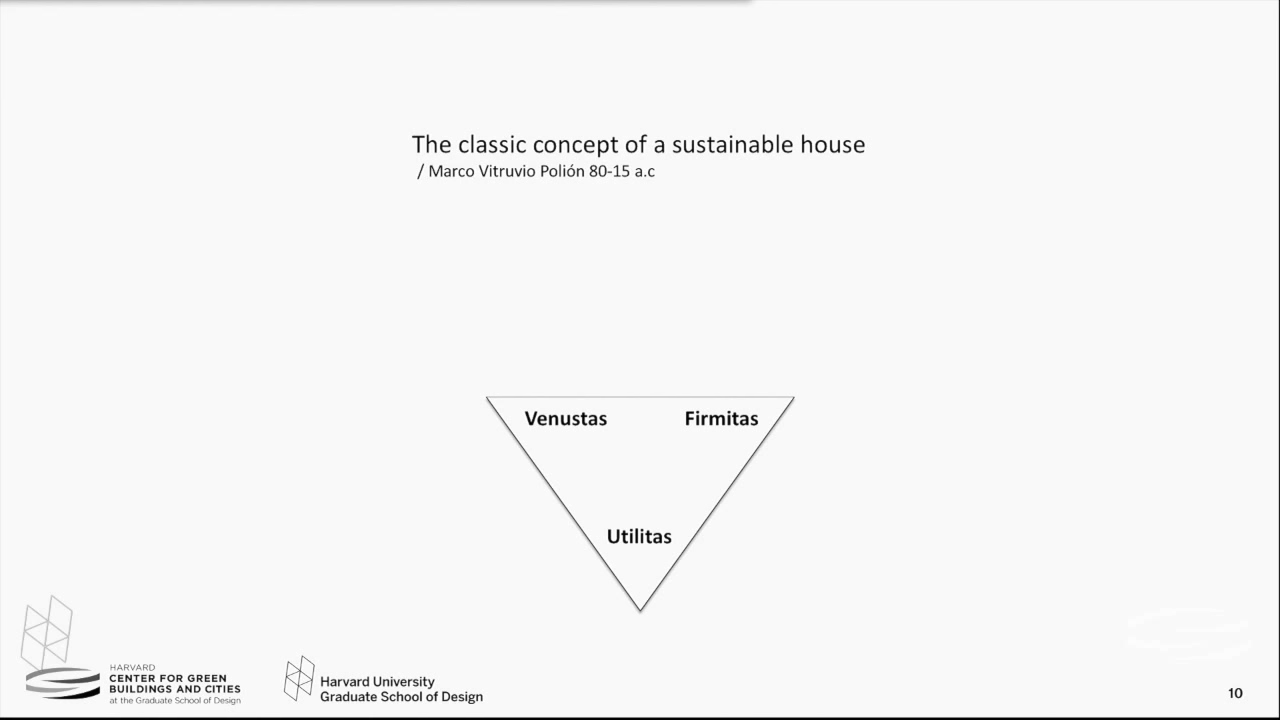 The classic concept of a sustainable house
/ Marco Vitruvio Polión 80-15 a.c
Venustas Firmitas
Utilitas
HARVARD
CENTER FOR GREEN
BUILDINGS AND CITIES
at the Graduate School of Design
Harvard University
Graduate School of Design
10